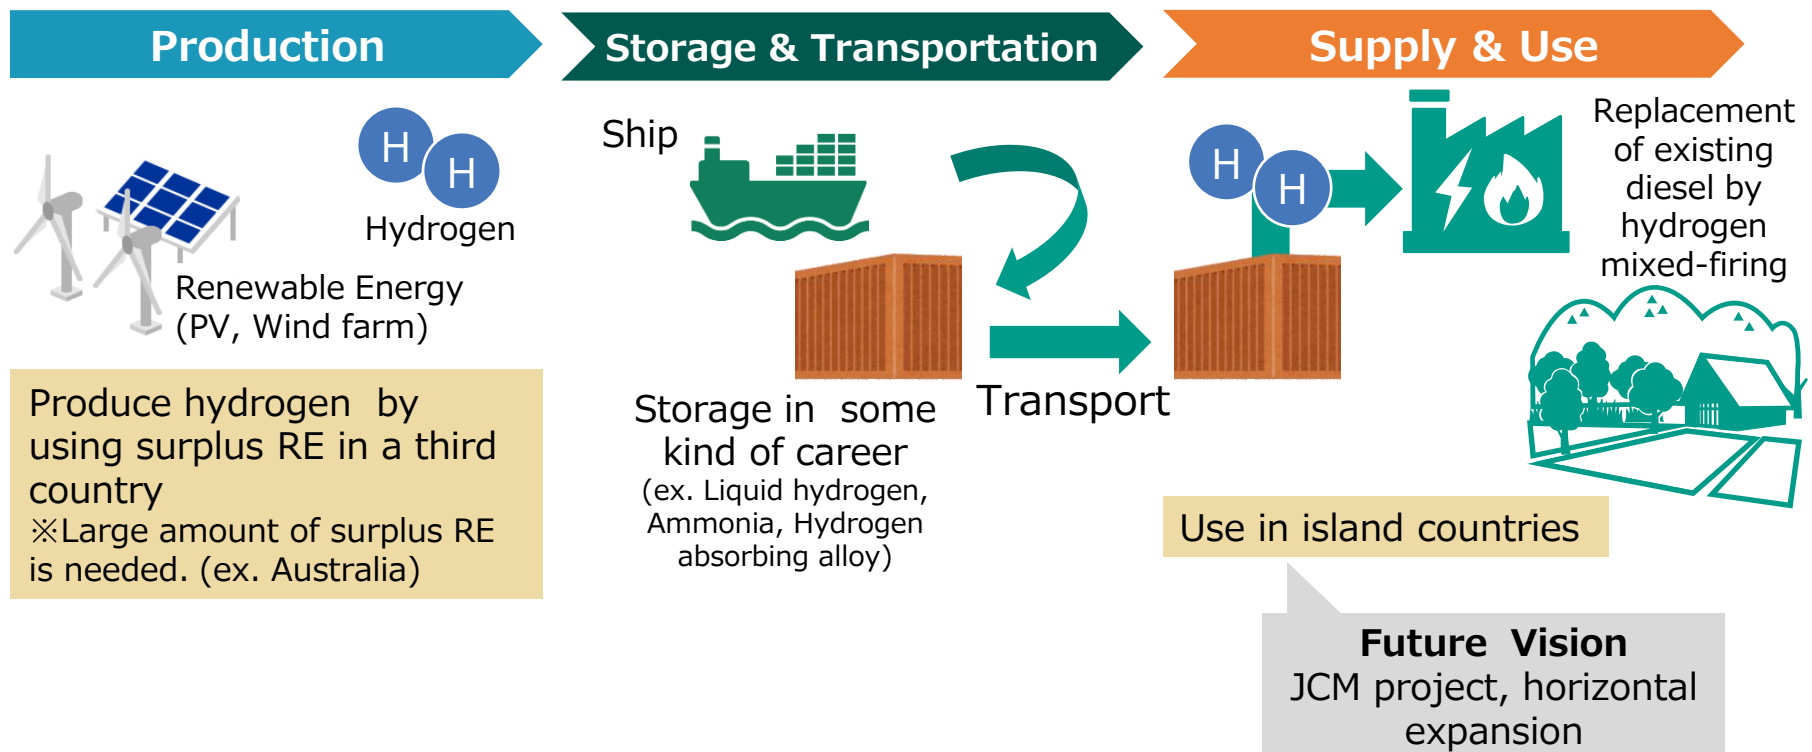 Production
Storage & Transportation
Supply & Use
H
H
Hydrogen
Renewable Energy
(PV, Wind farm)
Produce hydrogen by
using surplus RE in a third
country
※Large amount of surplus RE
is needed. (ex. Australia)
Ship
Storage in some
kind of career
(ex. Liquid hydrogen,
Ammonia, Hydrogen
absorbing alloy)
Transport
H
H
Replacement
of existing
diesel by
hydrogen
mixed-firing
Use in island countries
Future Vision
JCM project, horizontal
expansion